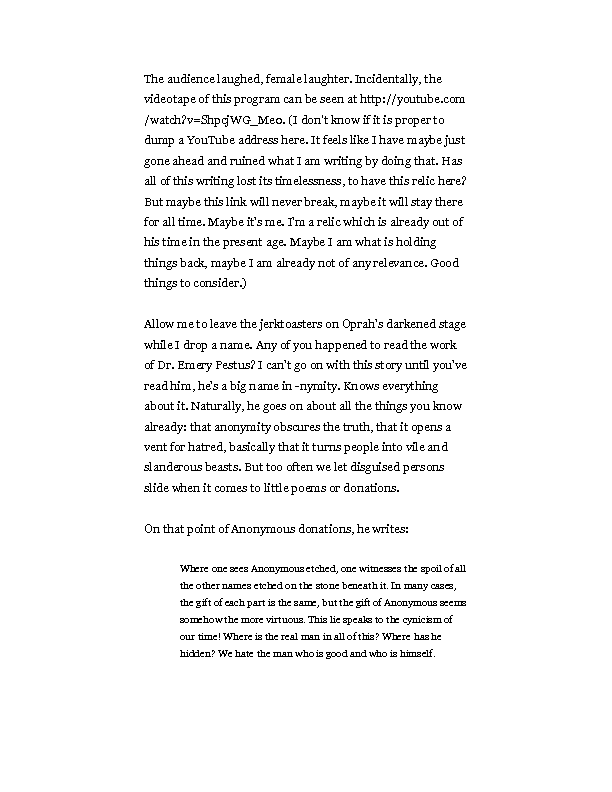 The audience laughed, female laughter. Incidentally, the
videotape of this program can be seen at http://youtube.com
/watch?v=ShpcjWG_Me0. (I don't know if it is proper to
dump a YouTube address here. It feels like I have maybe just
gone ahead and ruined what I am writing by doing that. Has
all of this writing lost its timelessness, to have this relic here?
But maybe this link will never break, maybe it will stay there
for all time. Maybe it's me. I'm a relic which is already out of
his time in the present age. Maybe I am what is holding
things back, maybe I am already not of any relevance. Good
things to consider.)
Allow me to leave the jerktoasters on Oprah's darkened stage
while I drop a name. Any of you happened to read the work
of Dr. Emery Pestus? I can't go on with this story until you've
read him, he's a big name in -nymity. Knows everything
about it. Naturally, he goes on about all the things you know
already: that anonymity obscures the truth, that it opens a
vent for hatred, basically that it turns people into vile and
slanderous beasts. But too often we let disguised persons
slide when it comes to little poems or donations.
On that point of Anonymous donations, he writes:
Where one sees Anonymous etched, one witnesses the spoil of all
the other names etched on the stone beneath it. In many cases,
the gift of each part is the same, but the gift of Anonymous seems
somehow the more virtuous. This lie speaks to the cynicism of
our time! Where is the real man in all of this? Where has he
hidden? We hate the man who is good and who is himself.